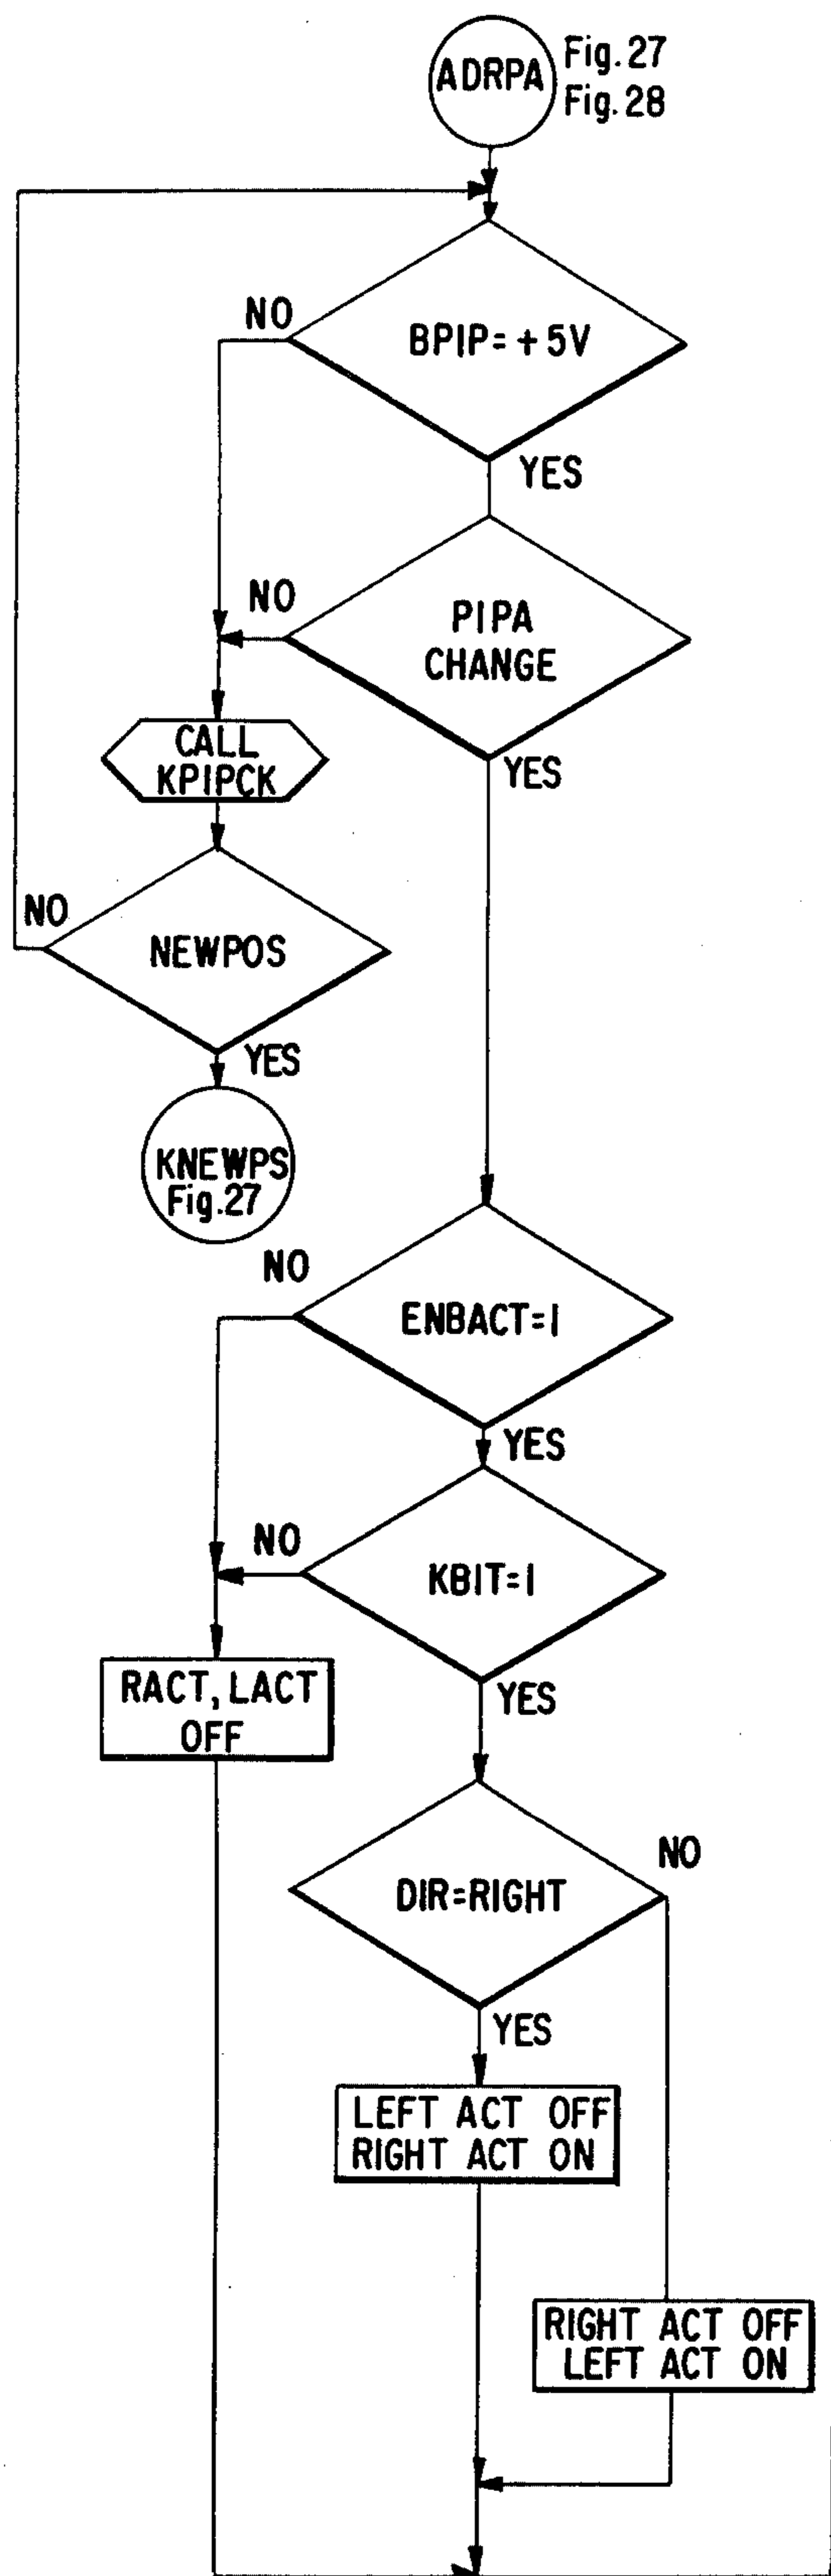 ADRPA
Fig. 27
Fig. 28
NO
BPIP=+5V
YES
NO
PIPA
CHANGE
YES
CALL
KPIPCK
NO
NEWPOS
YES
KNEWPS
Fig.27
NO
ENBACT=1
YES
NO
KBIT=1
YES
RACT, LACT
OFF
NO
DIR=RIGHT
YES
LEFT ACT OFF
RIGHT ACT ON
RIGHT ACT OFF
LEFT ACT ON